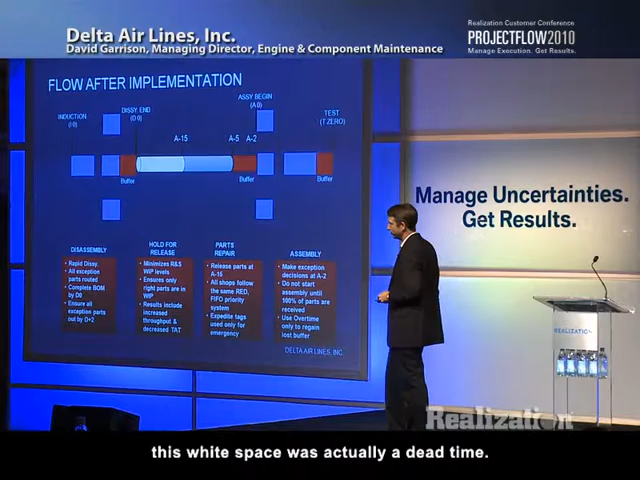 Delta Air Lines, Inc.
David Garrison, Managing Director, Engine & Component Maintenance
Realization Customer Conference
PROJECTFLOW2010
Manage Execution. Get Results.
FLOW AFTER IMPLEMENTATION
INDUCTION
DISSY. END
ASSY BEGIN
TEST
(T ZERO)
A-15
A-5
A-2
Buffer
Buffer
Buffer
DISASSEMBLY
• Rapid Dissy.
• All exception
parts routed
• Complete BOM
by D0
• Ensure all
exception parts
out by D+2
HOLD FOR
RELEASE
• Minimizes R&S
WIP levels
• Ensures only
right parts are in
WIP
• Results include
increased
throughout &
decreased TAT
PARTS
REPAIR
• Release parts at
A-15
• All shops follow
the same RED,
FIFO priority
system
• Expedite tags
used only for
emergency
ASSEMBLY
• Make exception
decisions at A-2
• Do not start
assembly until
100% of parts are
received
• Use Overtime
only to regain
lost buffer
DELTA AIR LINES, INC.
Manage Uncertainties.
Get Results.
REALIZATION
Realization
this white space was actually a dead time.